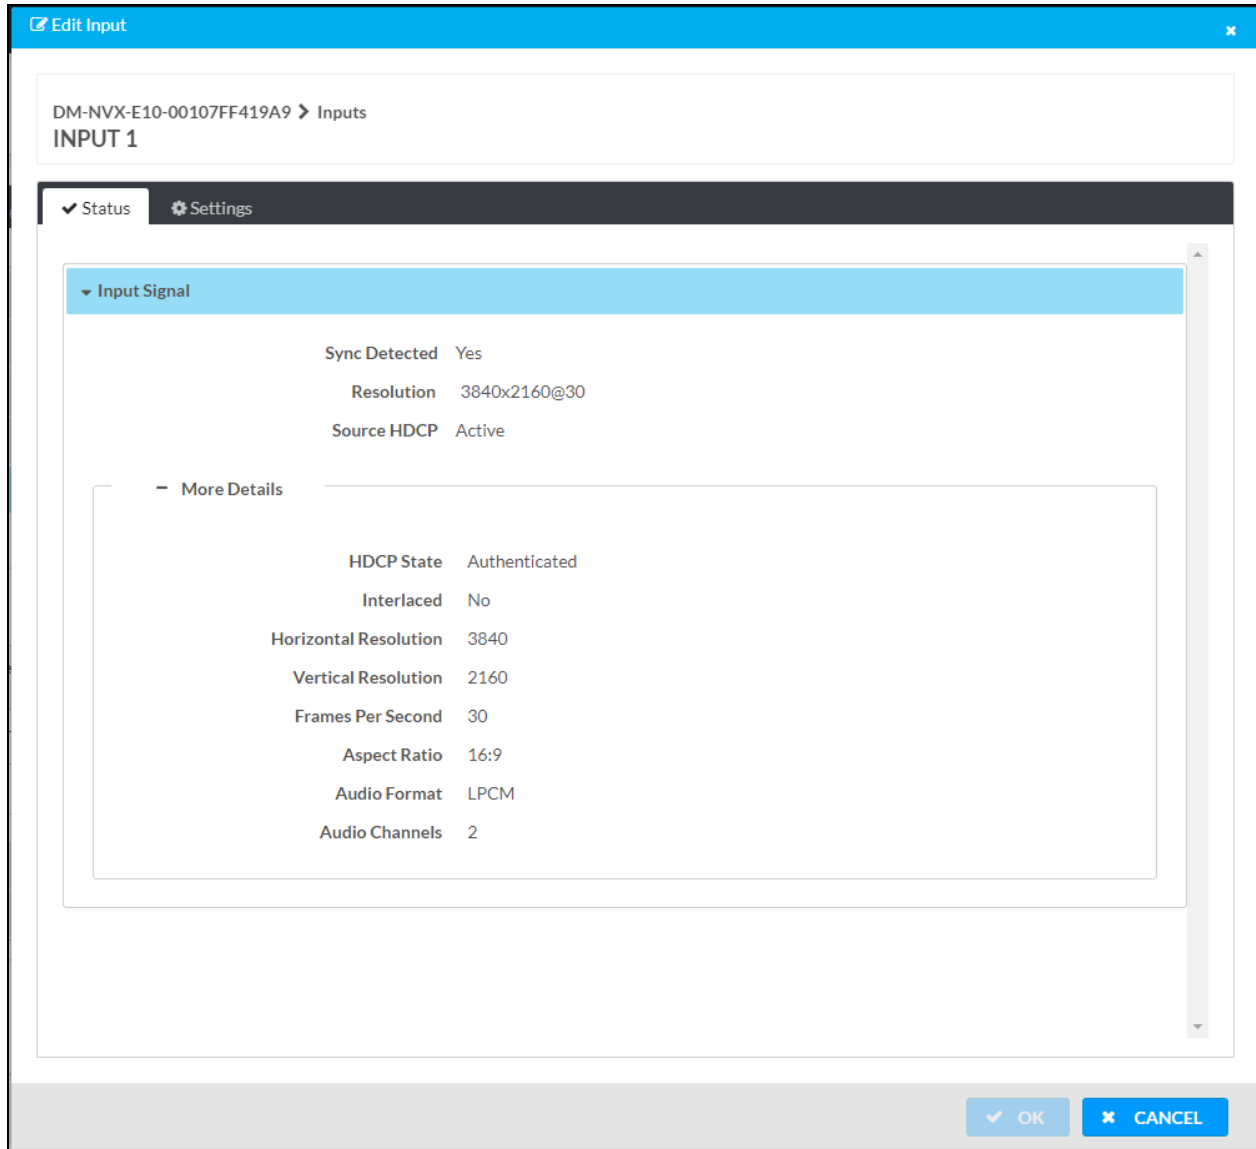 Edit Input
DM-NVX-E10-00107FF419A9 > Inputs
INPUT 1
Status Settings
Input Signal
Sync Detected Yes
Resolution 3840x2160@30
Source HDCP Active
− More Details
HDCP State Authenticated
Interlaced No
Horizontal Resolution 3840
Vertical Resolution 2160
Frames Per Second 30
Aspect Ratio 16:9
Audio Format LPCM
Audio Channels 2
OK CANCEL